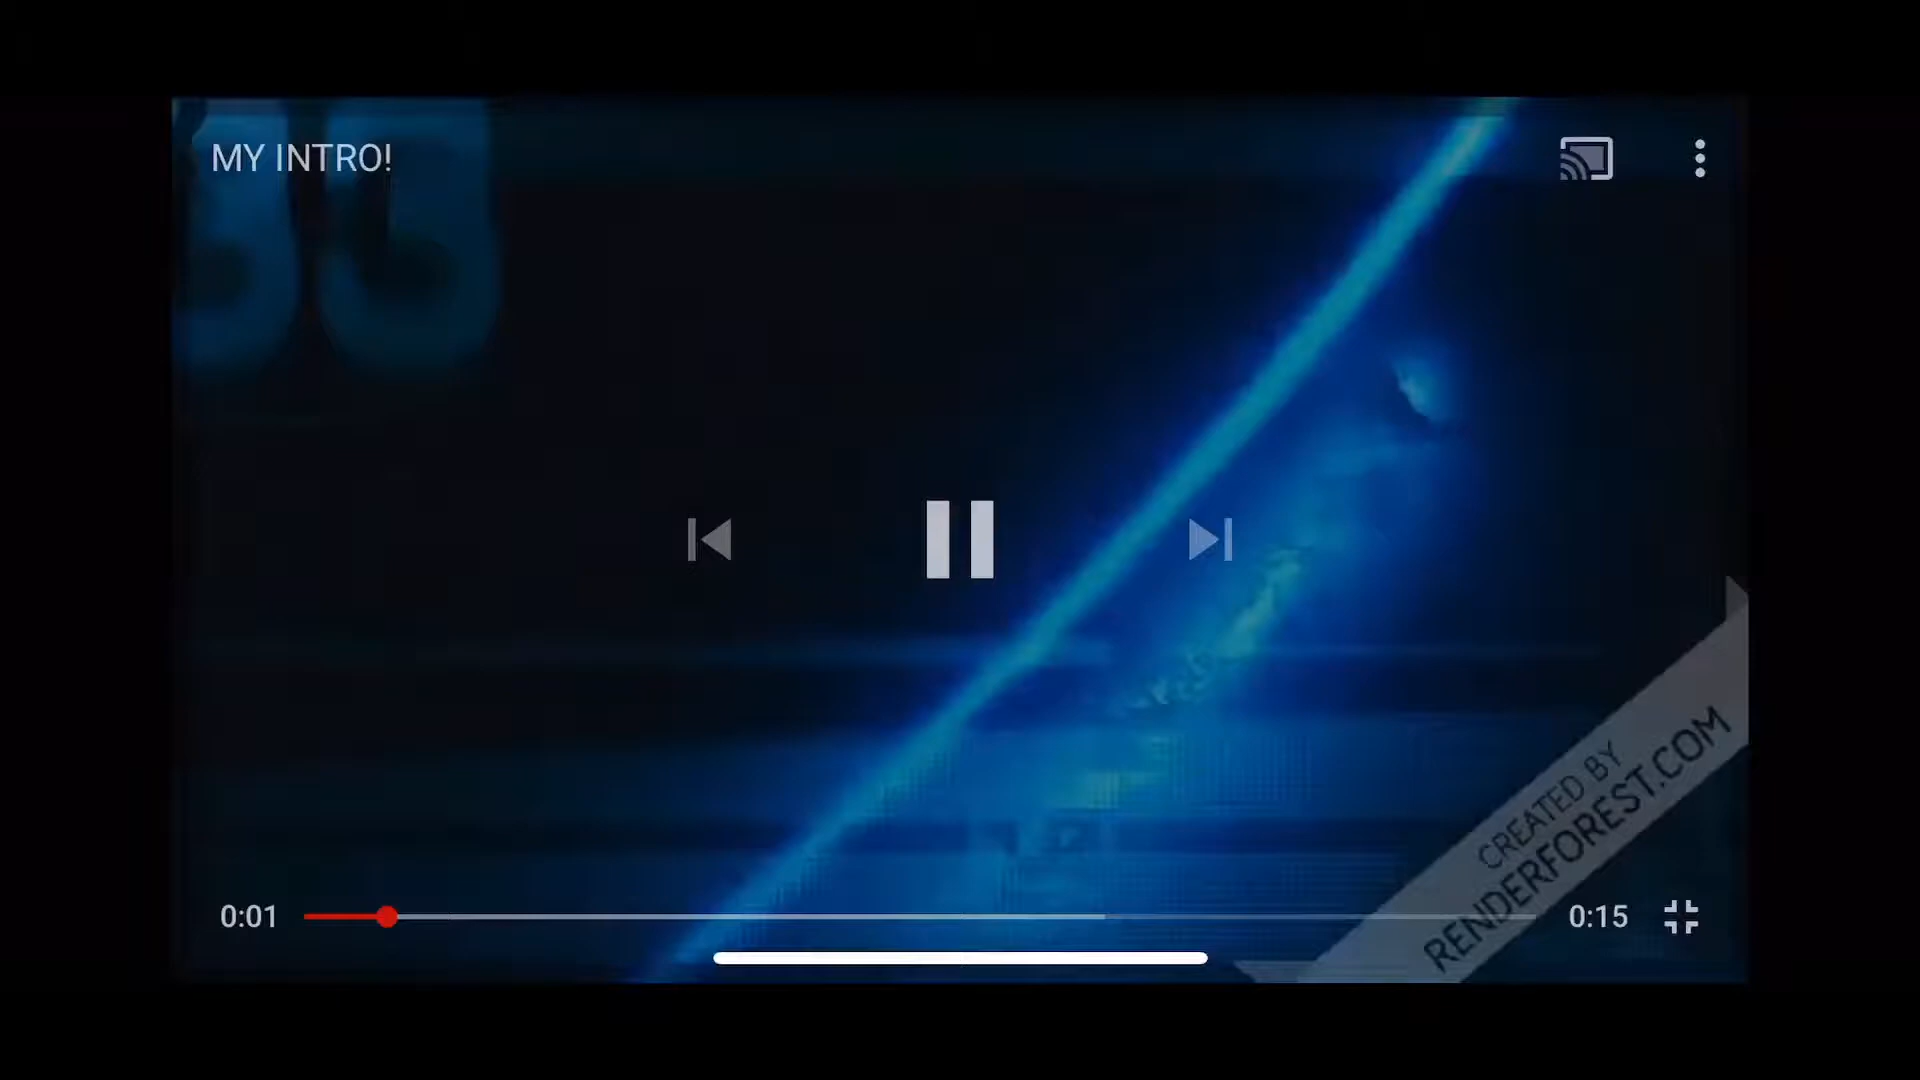 MY INTRO!
CREATED BY
RENDERFOREST.COM
0:01
0:15